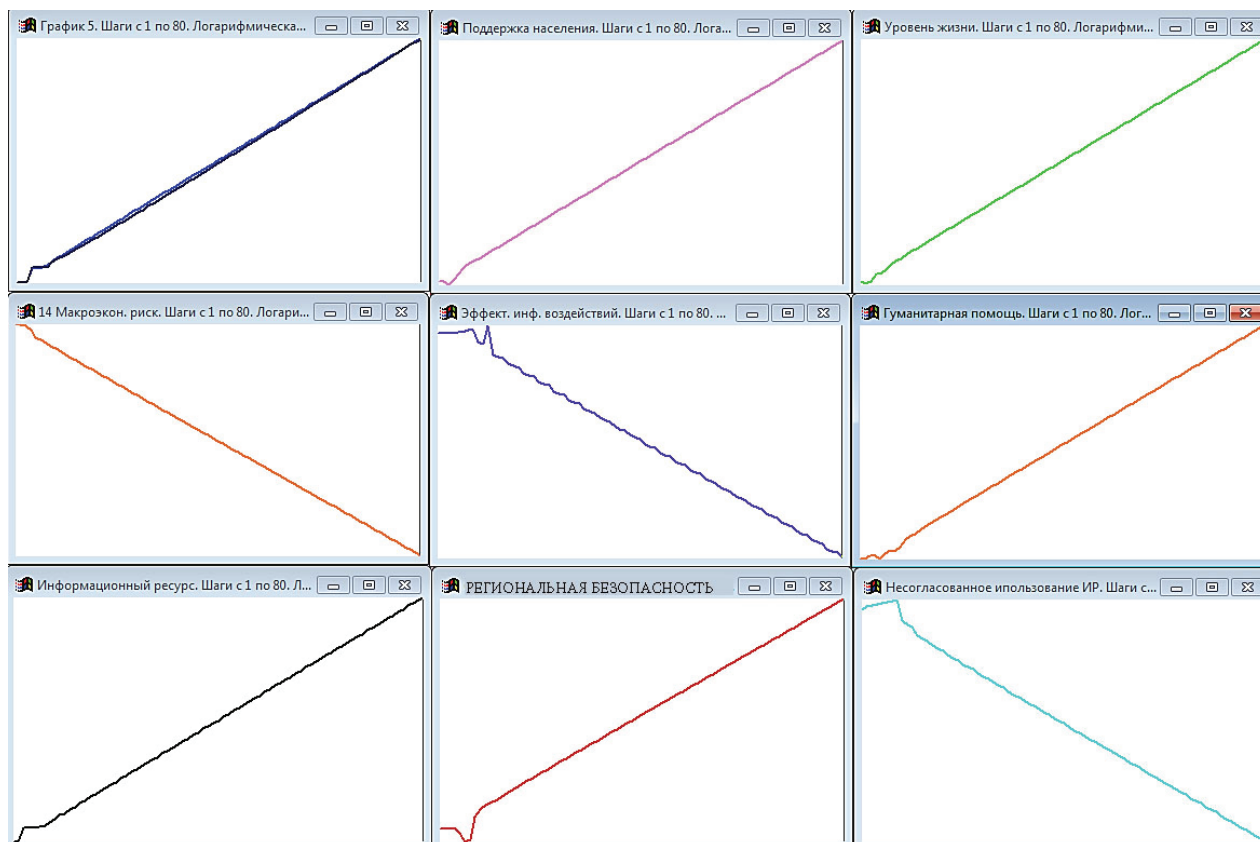 График 5. Шаги с 1 по 80. Логарифмическа...
Поддержка населения. Шаги с 1 по 80. Лога...
Уровень жизни. Шаги с 1 по 80. Логарифми...
14 Макроэкон. риск. Шаги с 1 по 80. Логари...
Эффект. инф. воздействий. Шаги с 1 по 80. ...
Гуманитарная помощь. Шаги с 1 по 80. Лог...
Информационный ресурс. Шаги с 1 по 80. Л...
РЕГИОНАЛЬНАЯ БЕЗОПАСНОСТЬ
Несогласованное ипользование ИР. Шаги с...